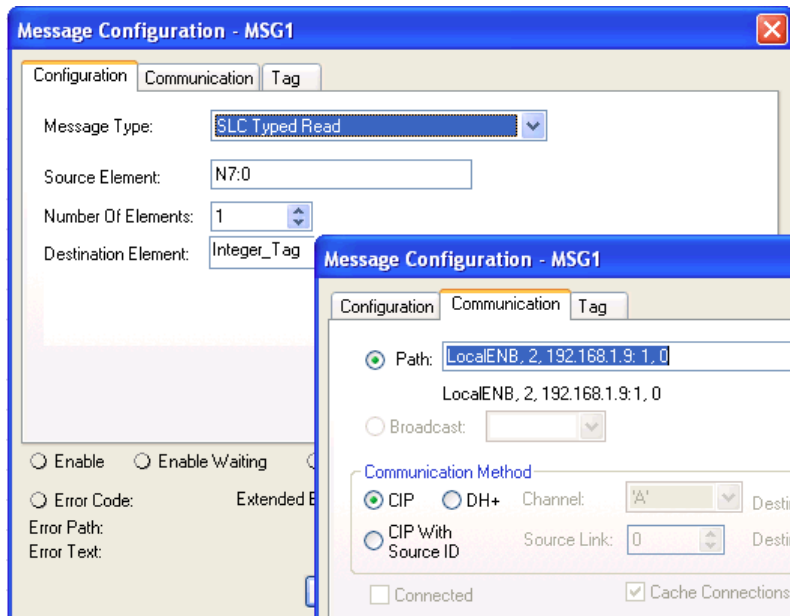 Message Configuration - MSG1
Configuration Communication Tag
Message Type: SLC Typed Read
Source Element: N7:0
Number Of Elements: 1
Destination Element: Integer_Tag
Enable Enable Waiting
Error Code: Extended
Error Path:
Error Text:
Message Configuration - MSG1
Configuration Communication Tag
Path: LocalENB, 2, 192.168.1.9: 1, 0
LocalENB, 2, 192.168.1.9:1, 0
Broadcast:
Communication Method
CIP DH+ Channel: 'A'
CIP With
Source ID Source Link: 0
Connected Cache Connections